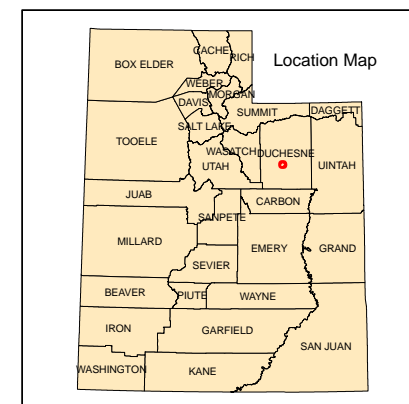 Location Map
CACHE
RICH
BOX ELDER
WEBER
MORGAN
DAVIS
SUMMIT
DAGGETT
SALT LAKE
TOOELE
WASATCH
DUCHESNE
UTAH
UINTAH
JUAB
CARBON
SANPETE
MILLARD
EMERY
GRAND
SEVIER
BEAVER
PIUTE
WAYNE
IRON
GARFIELD
SAN JUAN
WASHINGTON
KANE